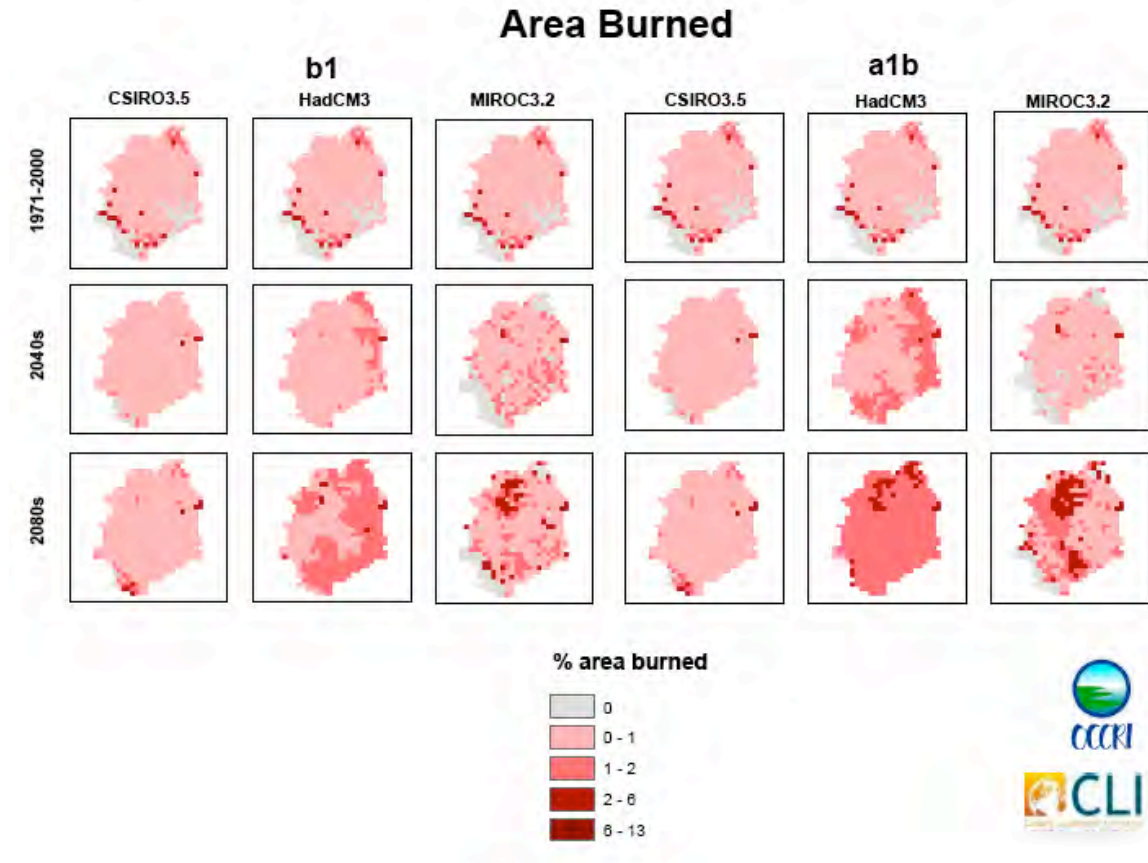 Area Burned
b1
a1b
CSIRO3.5
HadCM3
MIROC3.2
CSIRO3.5
HadCM3
MIROC3.2
1971-2000
2040s
2080s
% area burned
0
0 - 1
1 - 2
2 - 6
6 - 13
OCCRI
CLI